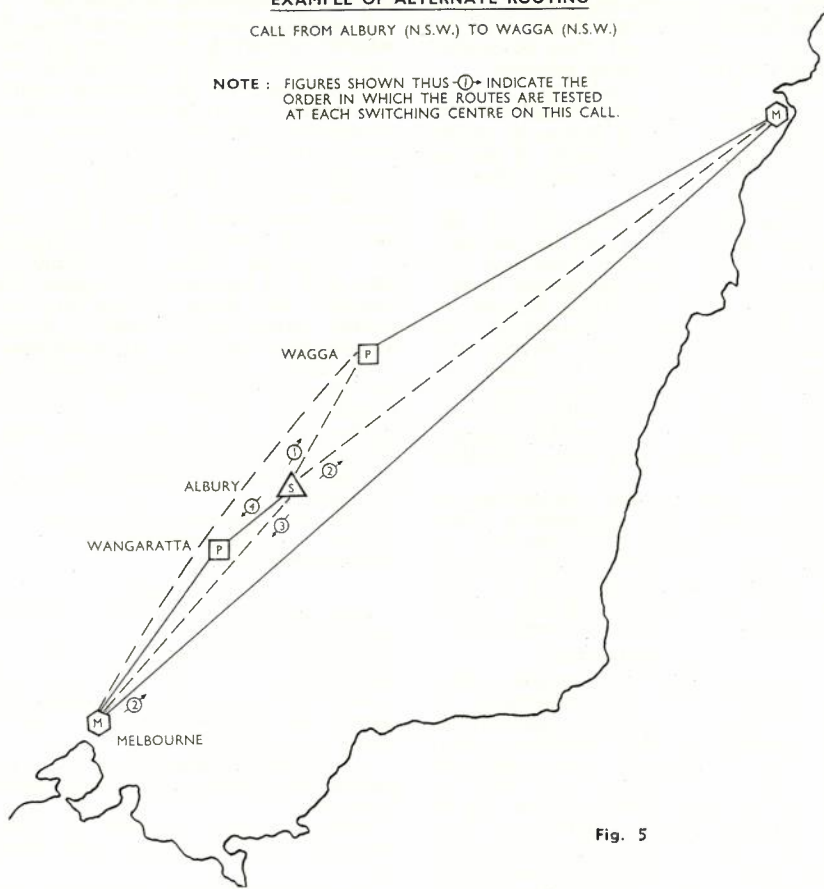 EXAMPLE OF ALTERNATE ROUTING
CALL FROM ALBURY (N.S.W.) TO WAGGA (N.S.W.)
NOTE : FIGURES SHOWN THUS -①→ INDICATE THE
ORDER IN WHICH THE ROUTES ARE TESTED
AT EACH SWITCHING CENTRE ON THIS CALL.
M
WAGGA P
1
2
ALBURY S
4
3
WANGARATTA P
2
M
MELBOURNE
Fig. 5